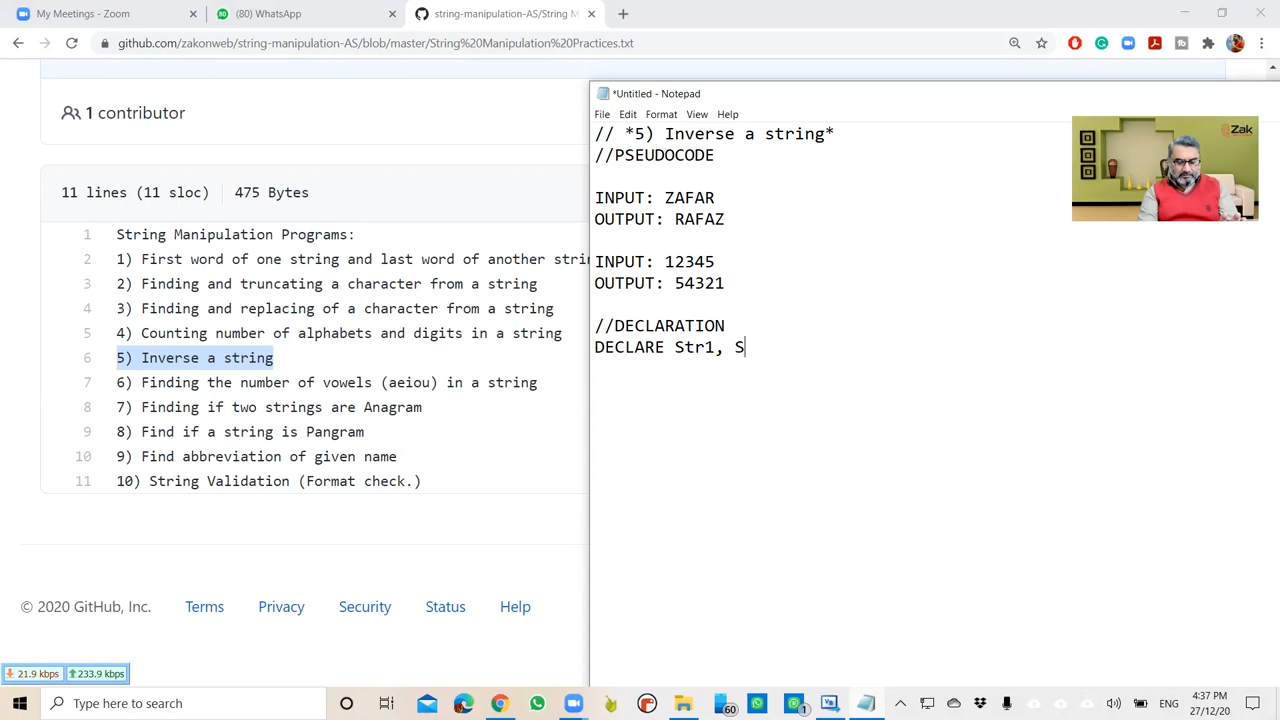 My Meetings - Zoom
(80) WhatsApp
string-manipulation-AS/String M
github.com/zakonweb/string-manipulation-AS/blob/master/String%20Manipulation%20Practices.txt
1 contributor
11 lines (11 sloc)
475 Bytes
1 String Manipulation Programs:
2 1) First word of one string and last word of another stri
3 2) Finding and truncating a character from a string
4 3) Finding and replacing of a character from a string
5 4) Counting number of alphabets and digits in a string
6 5) Inverse a string
7 6) Finding the number of vowels (aeiou) in a string
8 7) Finding if two strings are Anagram
9 8) Find if a string is Pangram
10 9) Find abbreviation of given name
11 10) String Validation (Format check.)
© 2020 GitHub, Inc. Terms Privacy Security Status Help
*Untitled - Notepad
File Edit Format View Help
// *5) Inverse a string*
//PSEUDOCODE
INPUT: ZAFAR
OUTPUT: RAFAZ
INPUT: 12345
OUTPUT: 54321
//DECLARATION
DECLARE Str1, S
Zak
21.9 kbps 233.9 kbps
Type here to search
60
1
ENG
4:37 PM
27/12/20